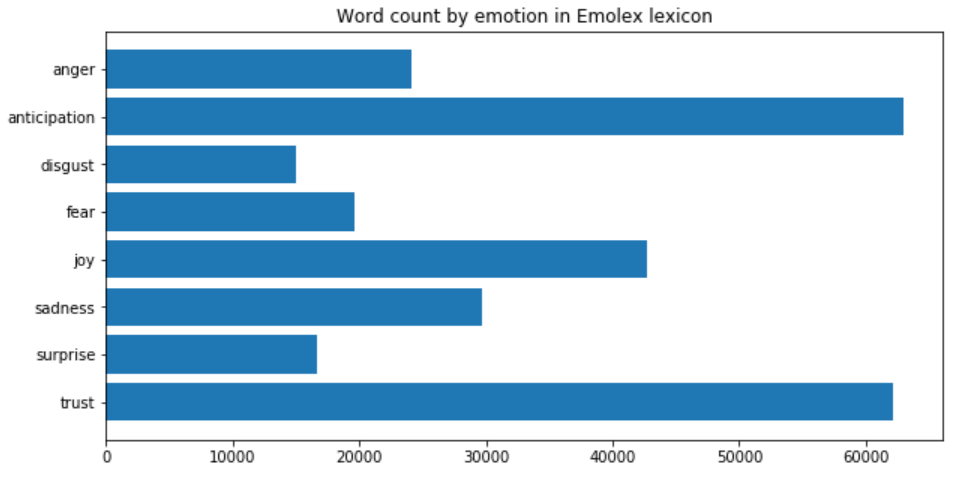 Word count by emotion in Emolex lexicon
anger
anticipation
disgust
fear
joy
sadness
surprise
trust
0 10000 20000 30000 40000 50000 60000